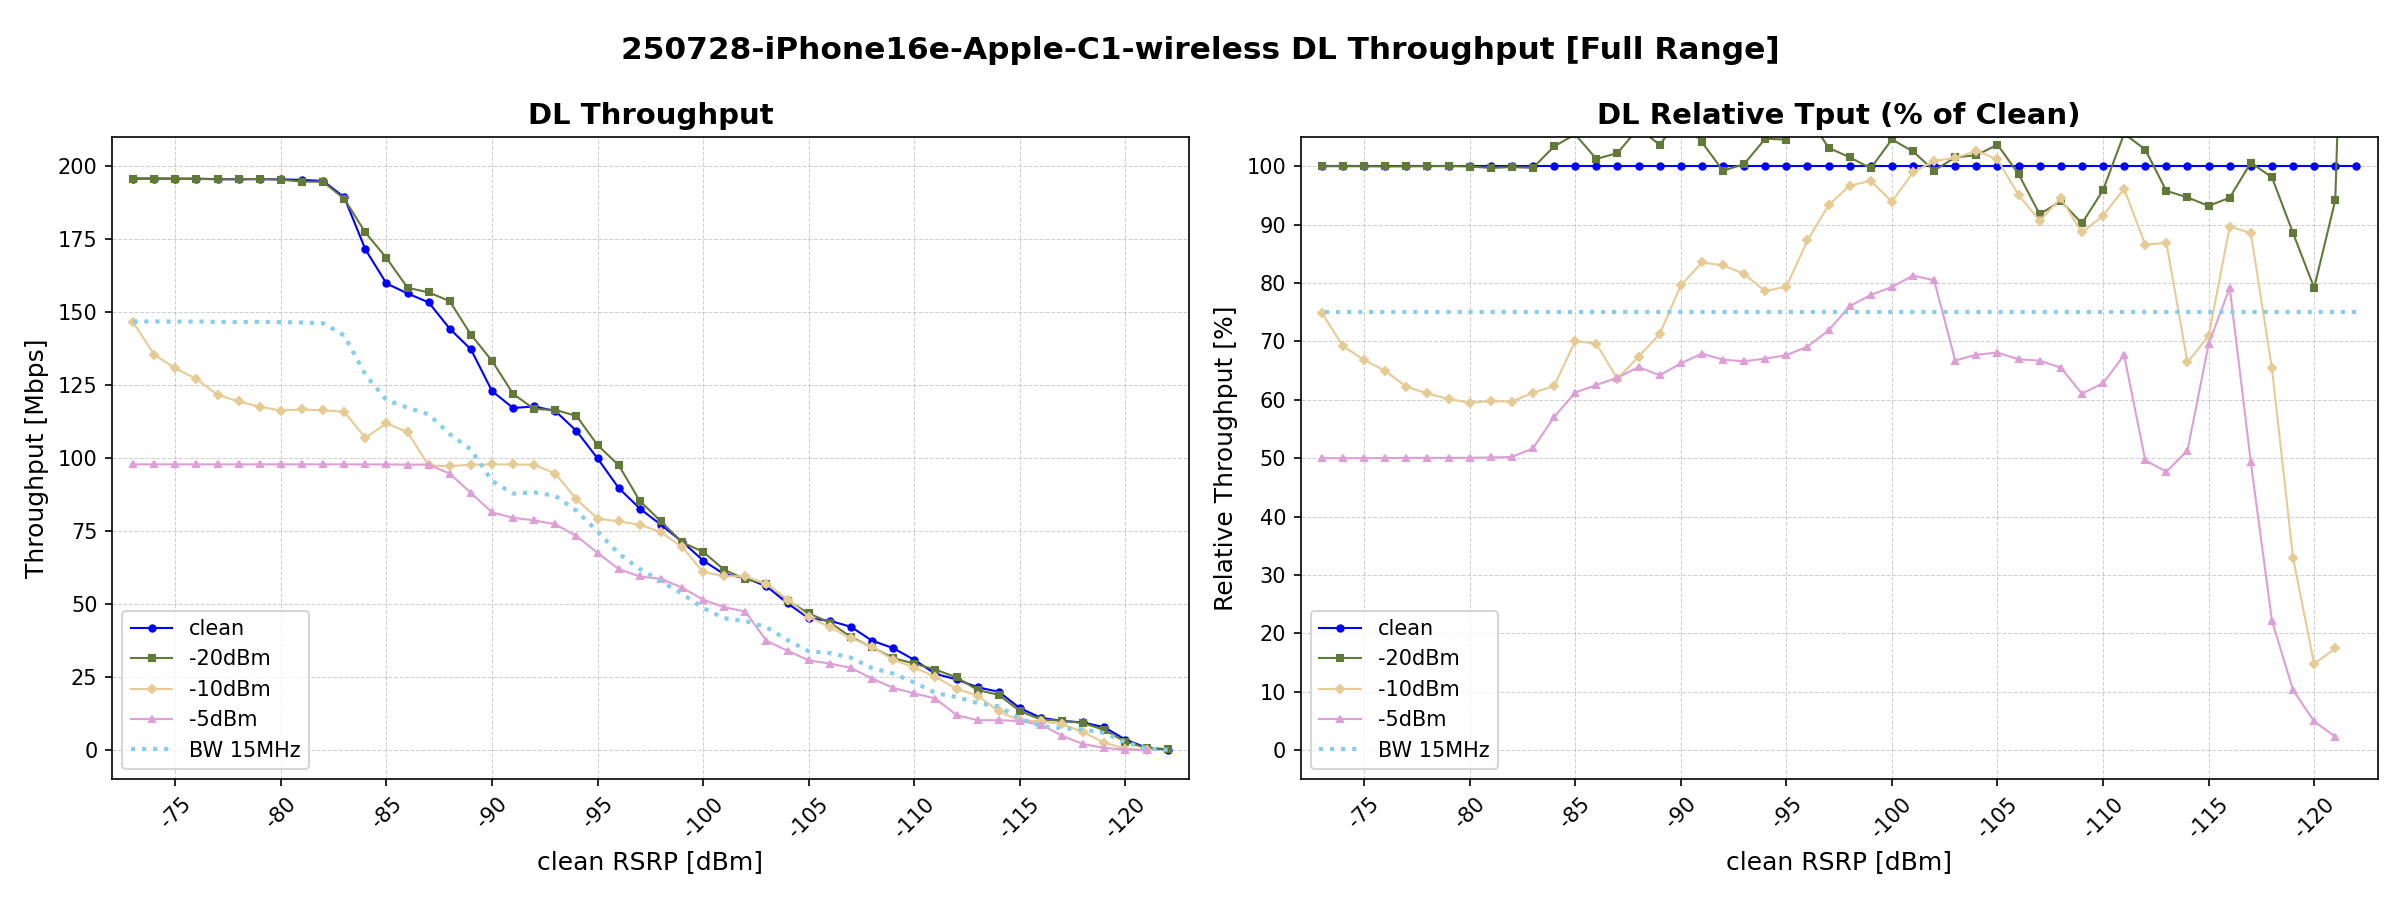 250728-iPhone16e-Apple-C1-wireless DL Throughput [Full Range]
DL Throughput
200
175
150
125
100
75
50
25
0
Throughput [Mbps]
clean
-20dBm
-10dBm
-5dBm
BW 15MHz
-75
-80
-85
-90
-95
-100
-105
-110
-115
-120
clean RSRP [dBm]
DL Relative Tput (% of Clean)
100
90
80
70
60
50
40
30
20
10
0
Relative Throughput [%]
clean
-20dBm
-10dBm
-5dBm
BW 15MHz
-75
-80
-85
-90
-95
-100
-105
-110
-115
-120
clean RSRP [dBm]